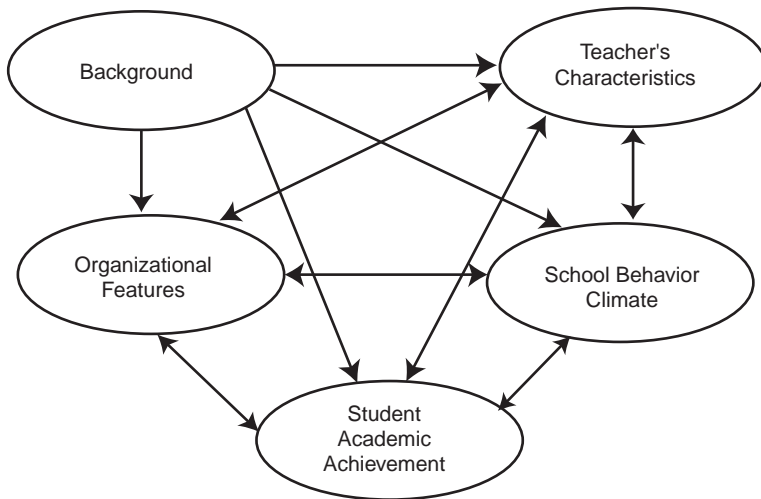 Background
Teacher's
Characteristics
Organizational
Features
School Behavior
Climate
Student
Academic
Achievement